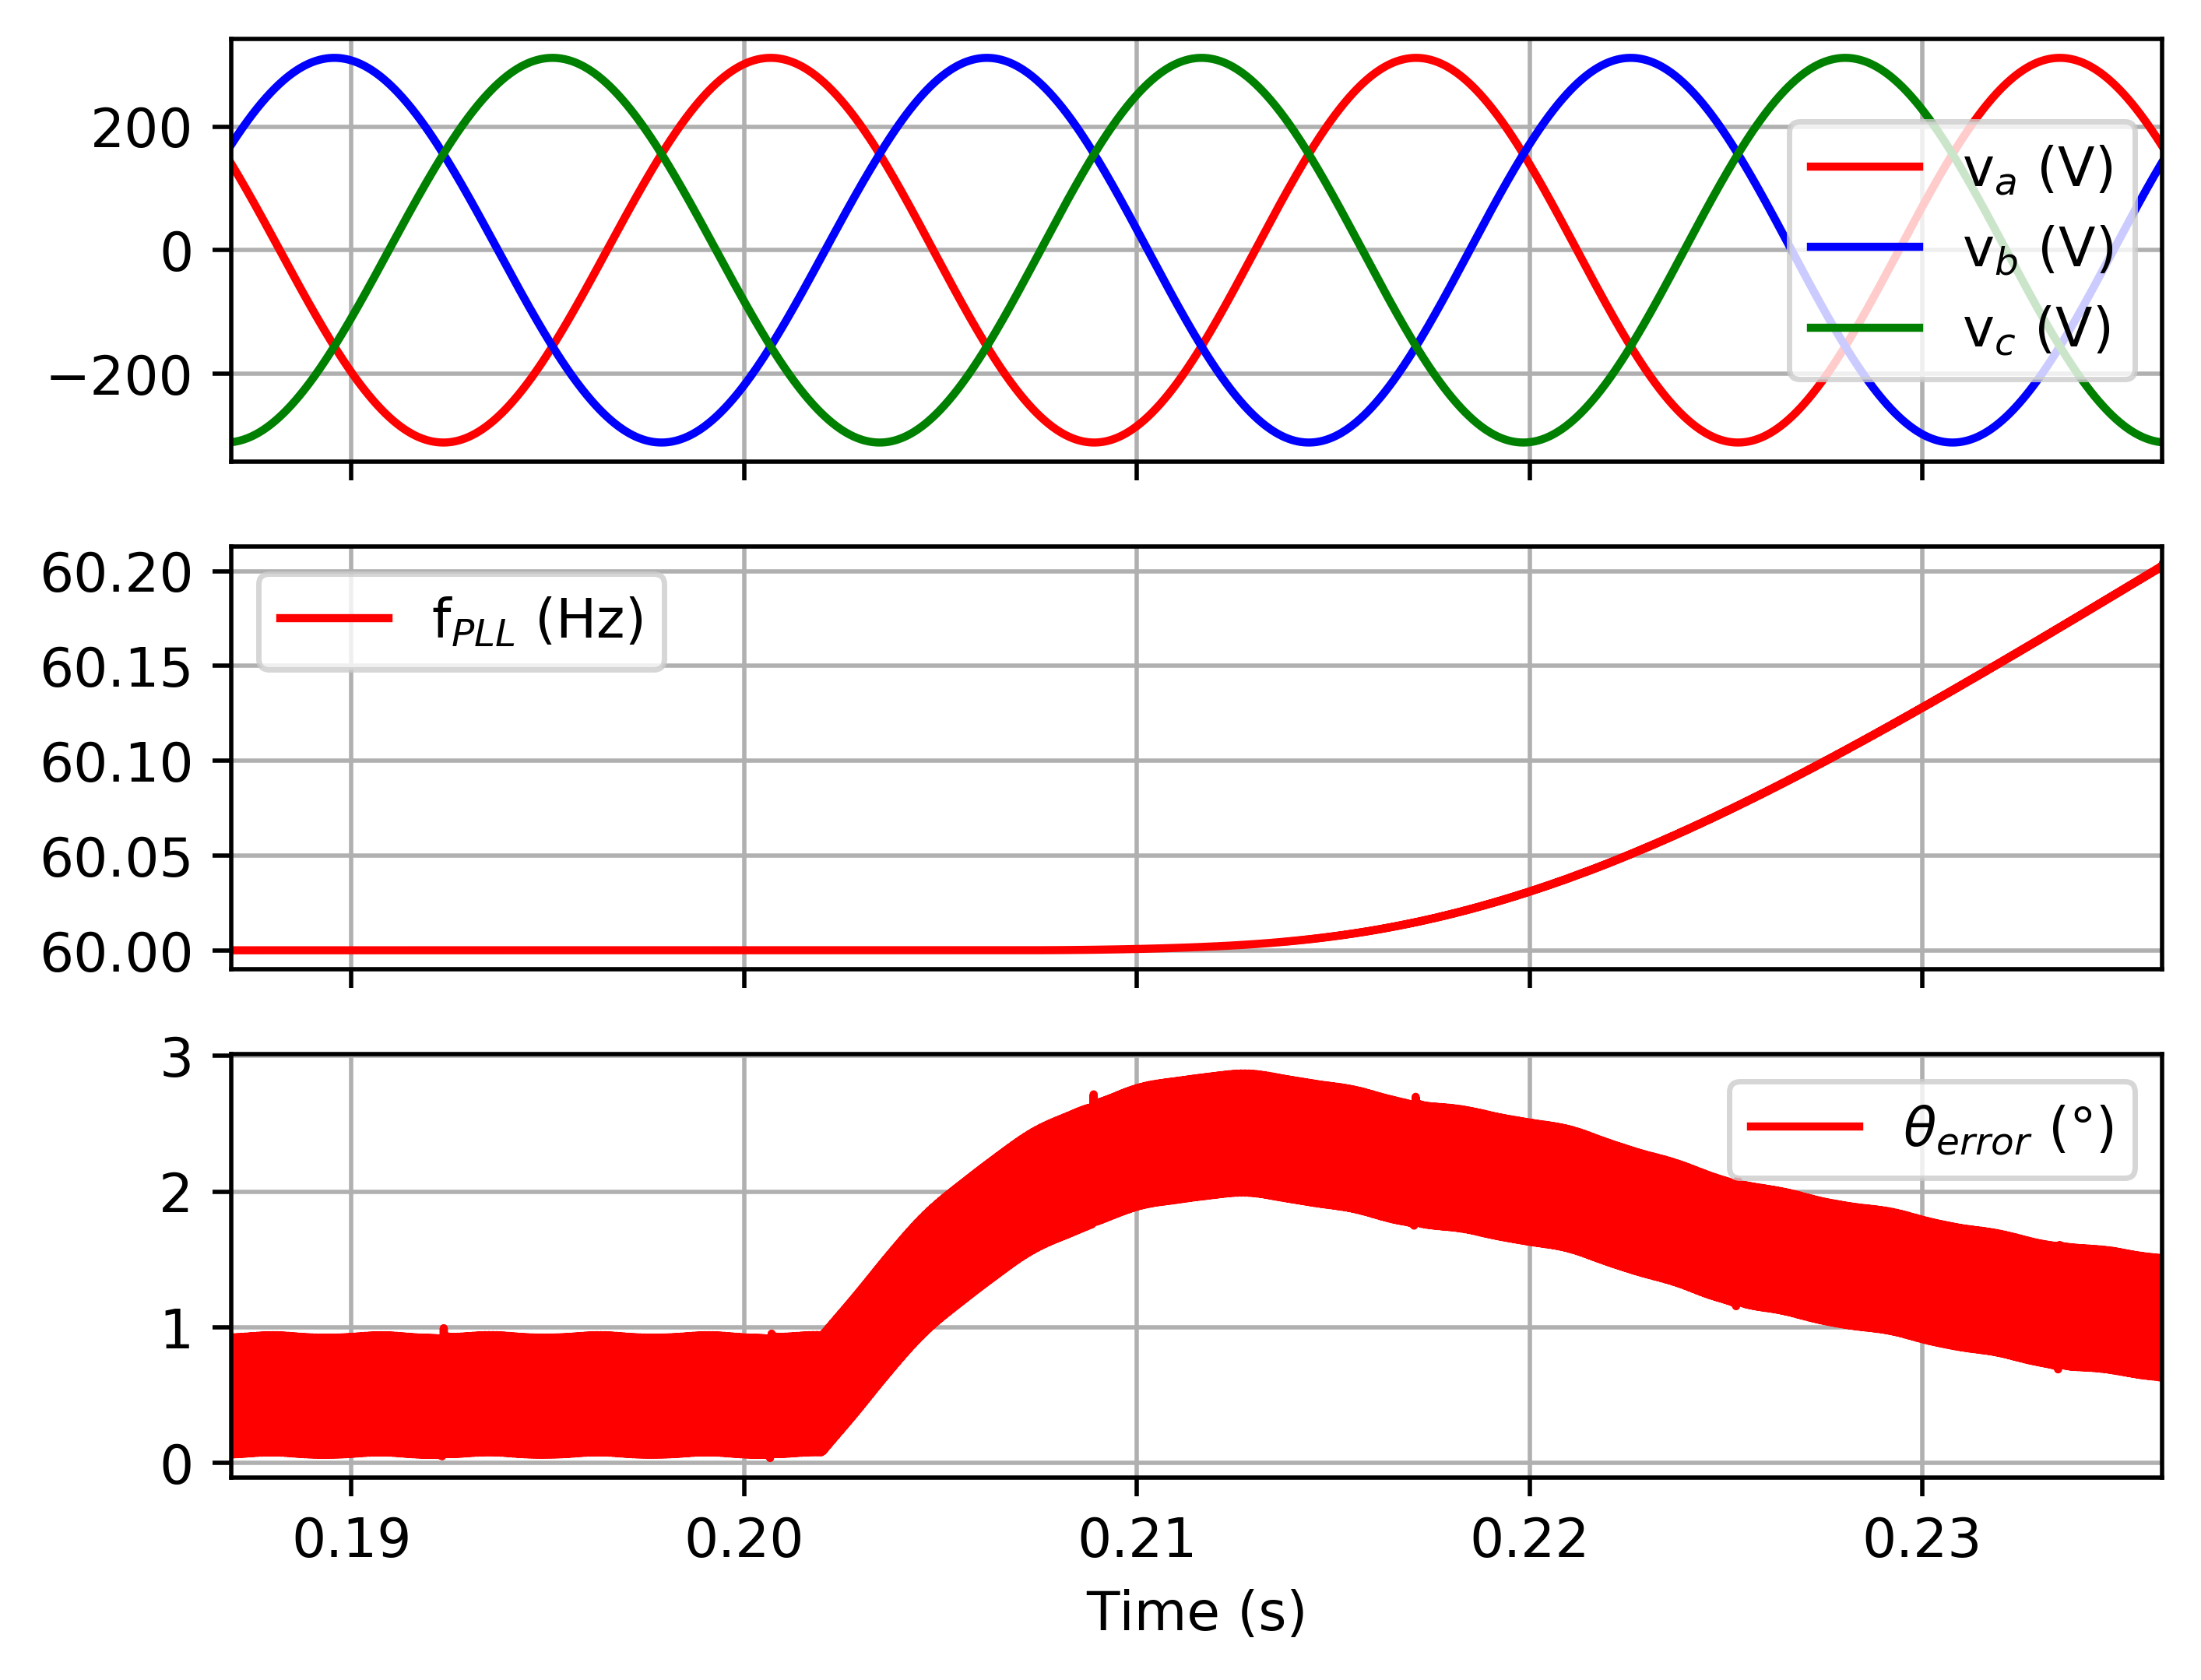 200
0
−200
v_a (V)
v_b (V)
v_c (V)
60.20
60.15
60.10
60.05
60.00
f_PLL (Hz)
3
2
1
0
θ_error (°)
0.19 0.20 0.21 0.22 0.23
Time (s)